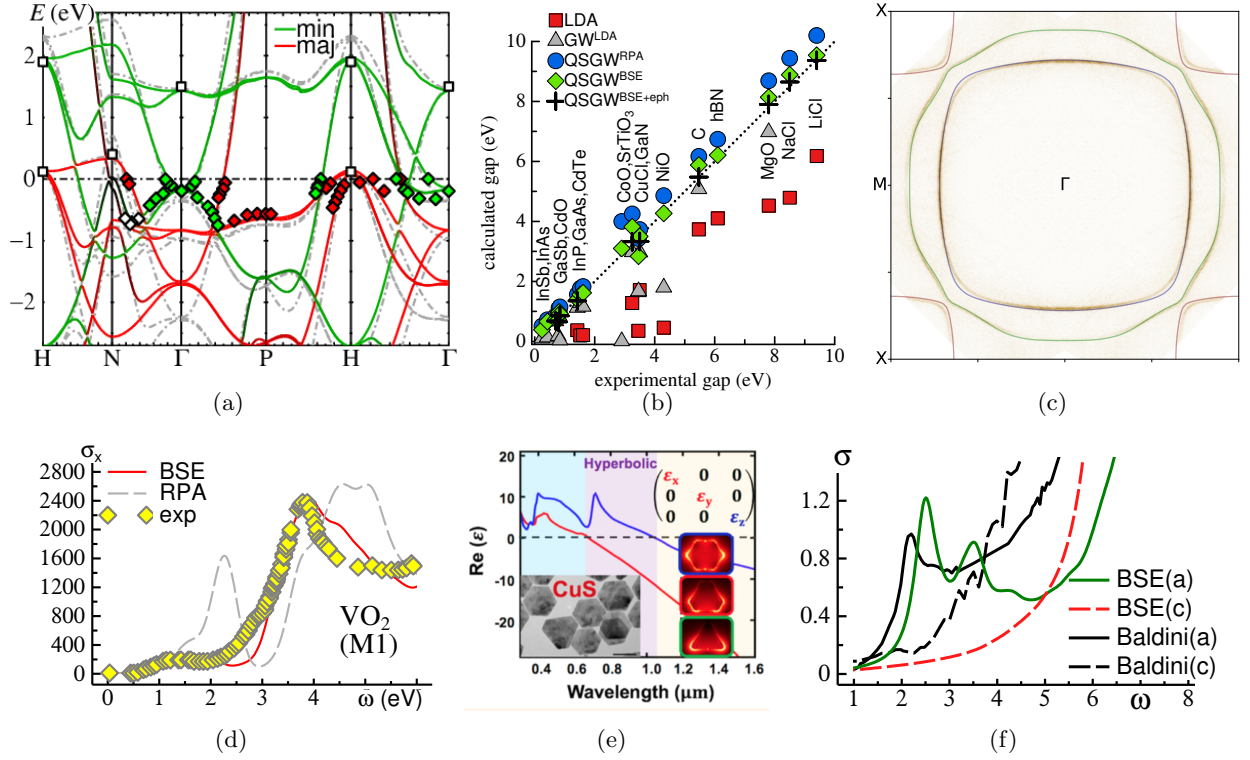 E (eV)
min
maj
2
1
0
−1
−2
H
N
Γ
P
H
Γ
(a)
LDA
GW^LDA
QSGW^RPA
QSGW^BSE
QSGW^BSE+eph
calculated gap (eV)
10
8
6
4
2
0
InSb,InAs
GaSb,CdO
InP,GaAs,CdTe
CoO,SrTiO3
CuCl,GaN
NiO
C
hBN
MgO
NaCl
LiCl
0
2
4
6
8
10
experimental gap (eV)
(b)
X
M
Γ
X
(c)
σx
2800
2400
2000
1600
1200
800
400
0
BSE
RPA
exp
VO2
(M1)
0
1
2
3
4
ω̄ (eV)
(d)
20
10
0
-10
-20
Re (ε)
Hyperbolic
εx 0 0
0 εy 0
0 0 εz
CuS
0.4
0.6
0.8
1.0
1.2
1.4
1.6
Wavelength (μm)
(e)
σ
1.2
0.8
0.4
0
BSE(a)
BSE(c)
Baldini(a)
Baldini(c)
1
2
3
4
5
6
ω
7
8
(f)